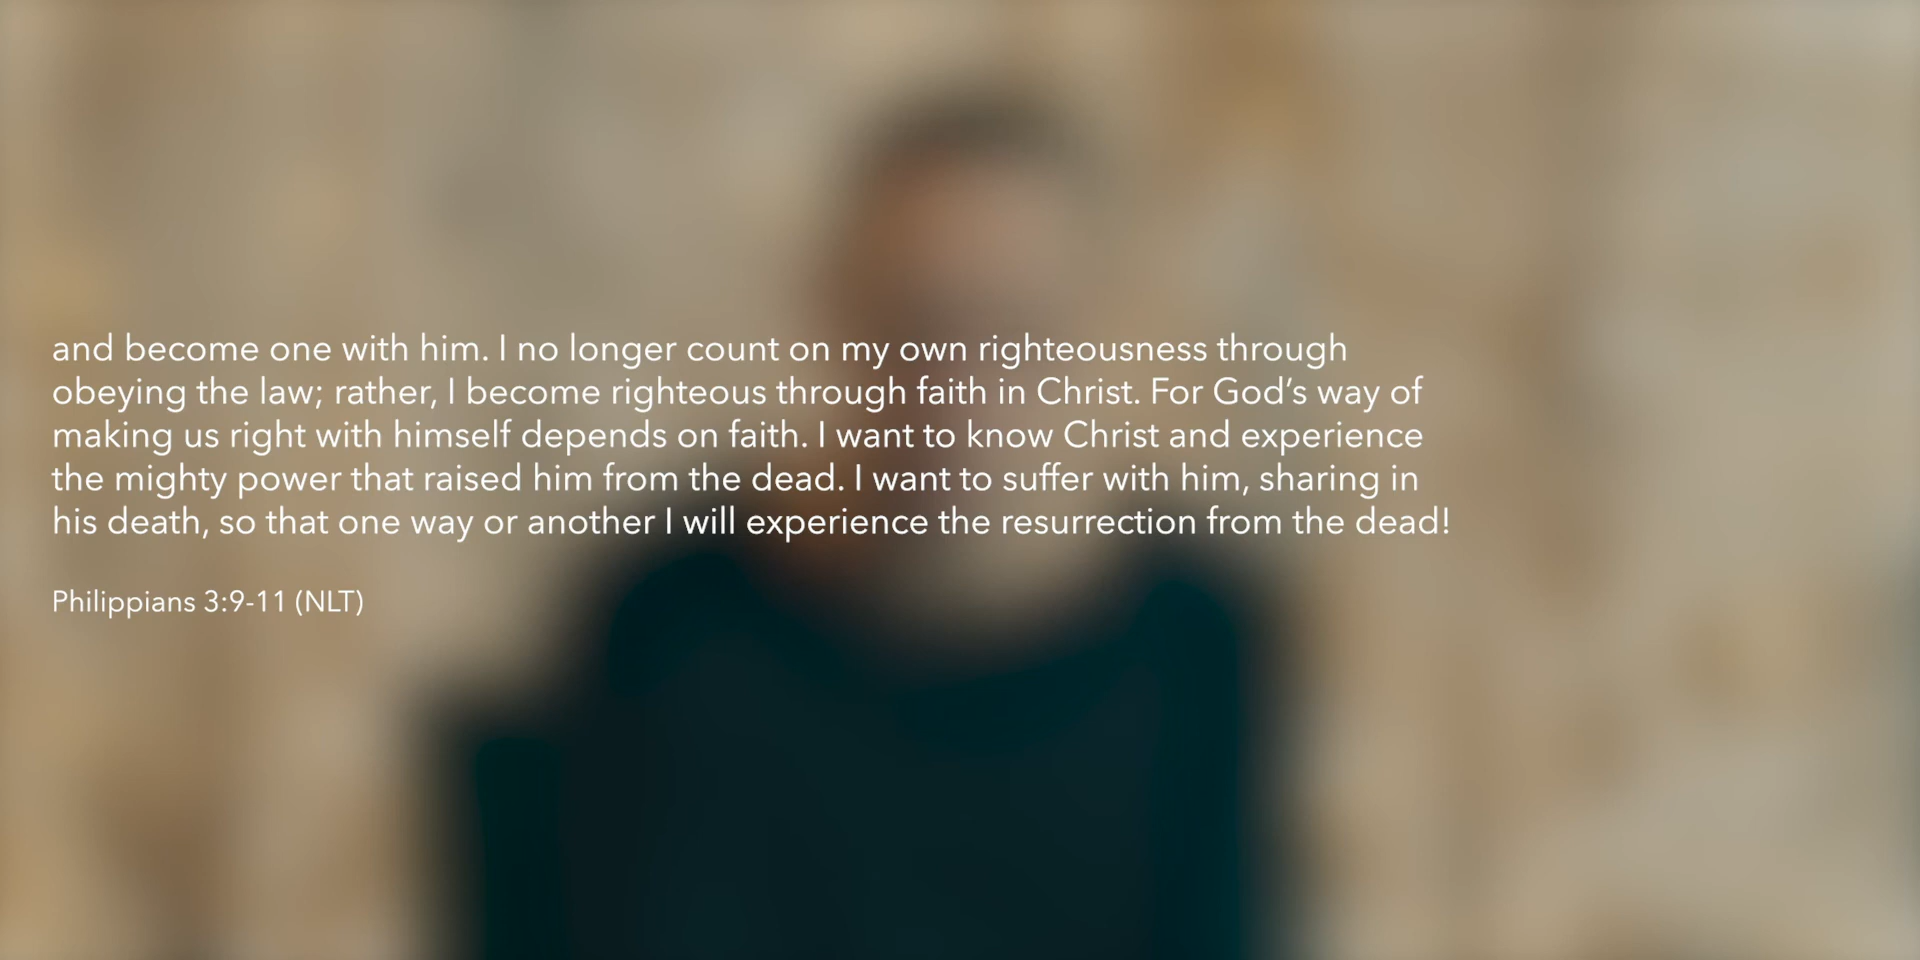 and become one with him. I no longer count on my own righteousness through
obeying the law; rather, I become righteous through faith in Christ. For God’s way of
making us right with himself depends on faith. I want to know Christ and experience
the mighty power that raised him from the dead. I want to suffer with him, sharing in
his death, so that one way or another I will experience the resurrection from the dead!
Philippians 3:9-11 (NLT)